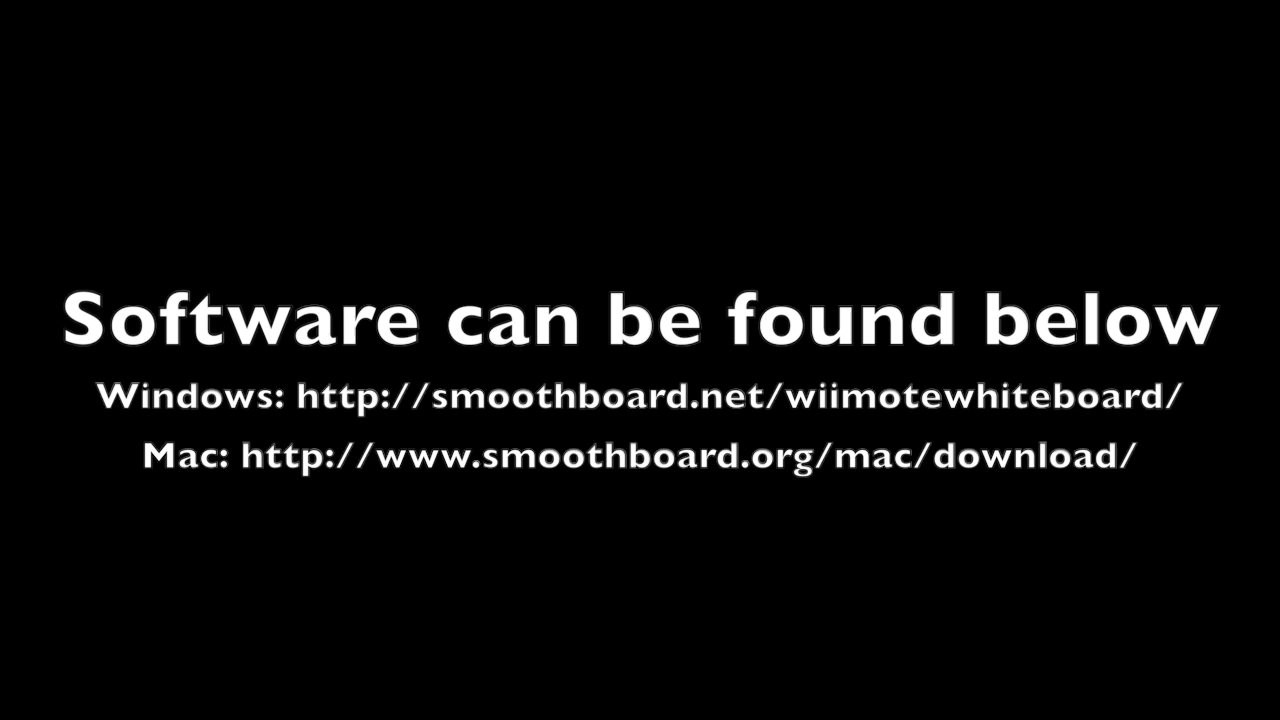 Software can be found below
Windows: http://smoothboard.net/wiimotewhiteboard/
Mac: http://www.smoothboard.org/mac/download/